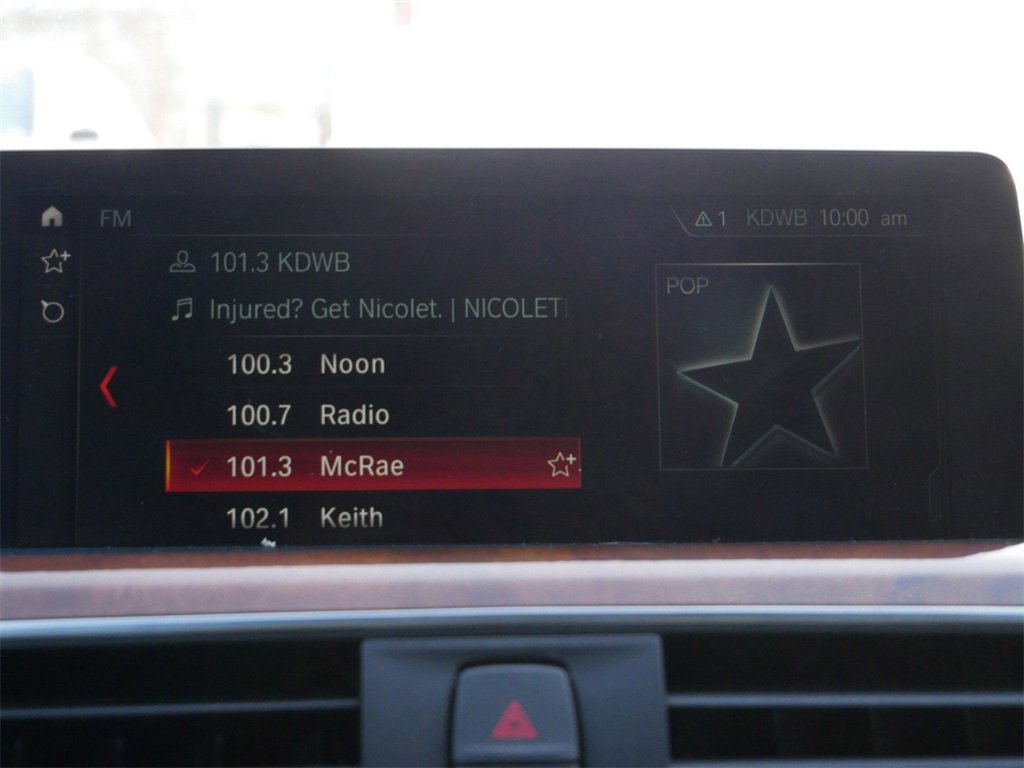 FM
1 KDWB 10:00 am
101.3 KDWB
Injured? Get Nicolet. | NICOLET
POP
100.3 Noon
100.7 Radio
101.3 McRae
102.1 Keith